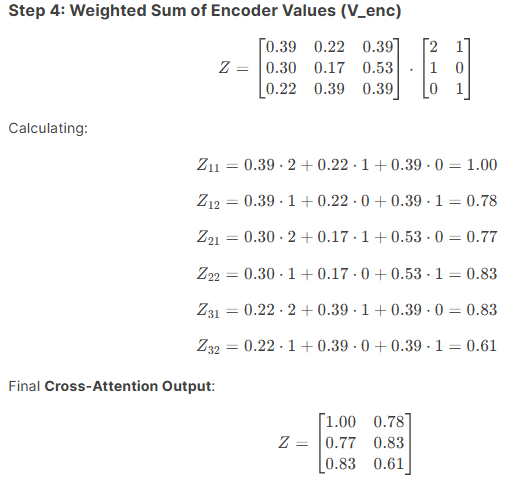 Step 4: Weighted Sum of Encoder Values (V_enc)
Z = [0.39 0.22 0.39; 0.30 0.17 0.53; 0.22 0.39 0.39] · [2 1; 1 0; 0 1]
Calculating:
Z₁₁ = 0.39 · 2 + 0.22 · 1 + 0.39 · 0 = 1.00
Z₁₂ = 0.39 · 1 + 0.22 · 0 + 0.39 · 1 = 0.78
Z₂₁ = 0.30 · 2 + 0.17 · 1 + 0.53 · 0 = 0.77
Z₂₂ = 0.30 · 1 + 0.17 · 0 + 0.53 · 1 = 0.83
Z₃₁ = 0.22 · 2 + 0.39 · 1 + 0.39 · 0 = 0.83
Z₃₂ = 0.22 · 1 + 0.39 · 0 + 0.39 · 1 = 0.61
Final Cross-Attention Output:
Z = [1.00 0.78; 0.77 0.83; 0.83 0.61]